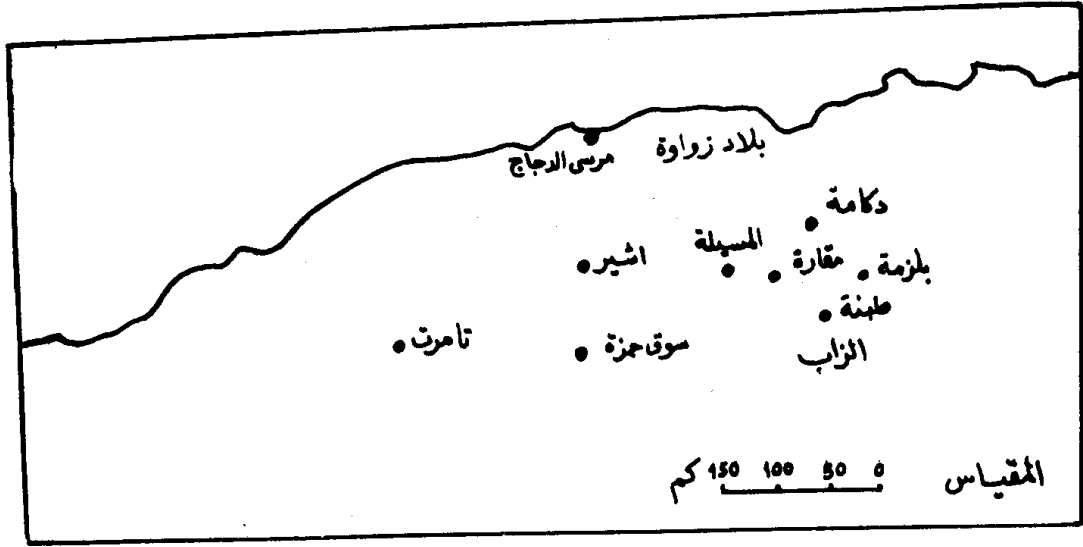 بلاد زواوة
مرسى الدجاج
دكامة
المسيلة
مقارة
بلزمة
اشير
طبنة
تاهرت
سوق حمزة
الزاب
المقياس
0 50 100 150 كم